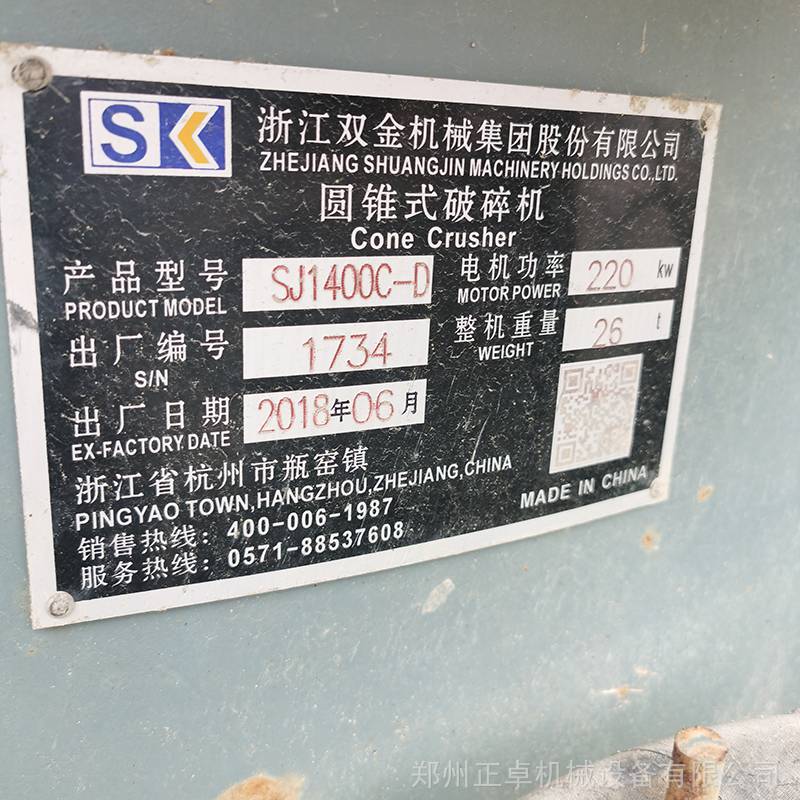 SK 浙江双金机械集团股份有限公司
ZHEJIANG SHUANGJIN MACHINERY HOLDINGS CO.,LTD.
圆锥式破碎机
Cone Crusher
产品型号 SJ1400C-D 电机功率 220 kw
PRODUCT MODEL MOTOR POWER
出厂编号 1734 整机重量 26 t
S/N WEIGHT
出厂日期 2018年06月
EX-FACTORY DATE
浙江省杭州市瓶窑镇
PINGYAO TOWN,HANGZHOU,ZHEJIANG,CHINA
销售热线：400-006-1987
服务热线：0571-88537608
MADE IN CHINA
郑州正卓机械设备有限公司